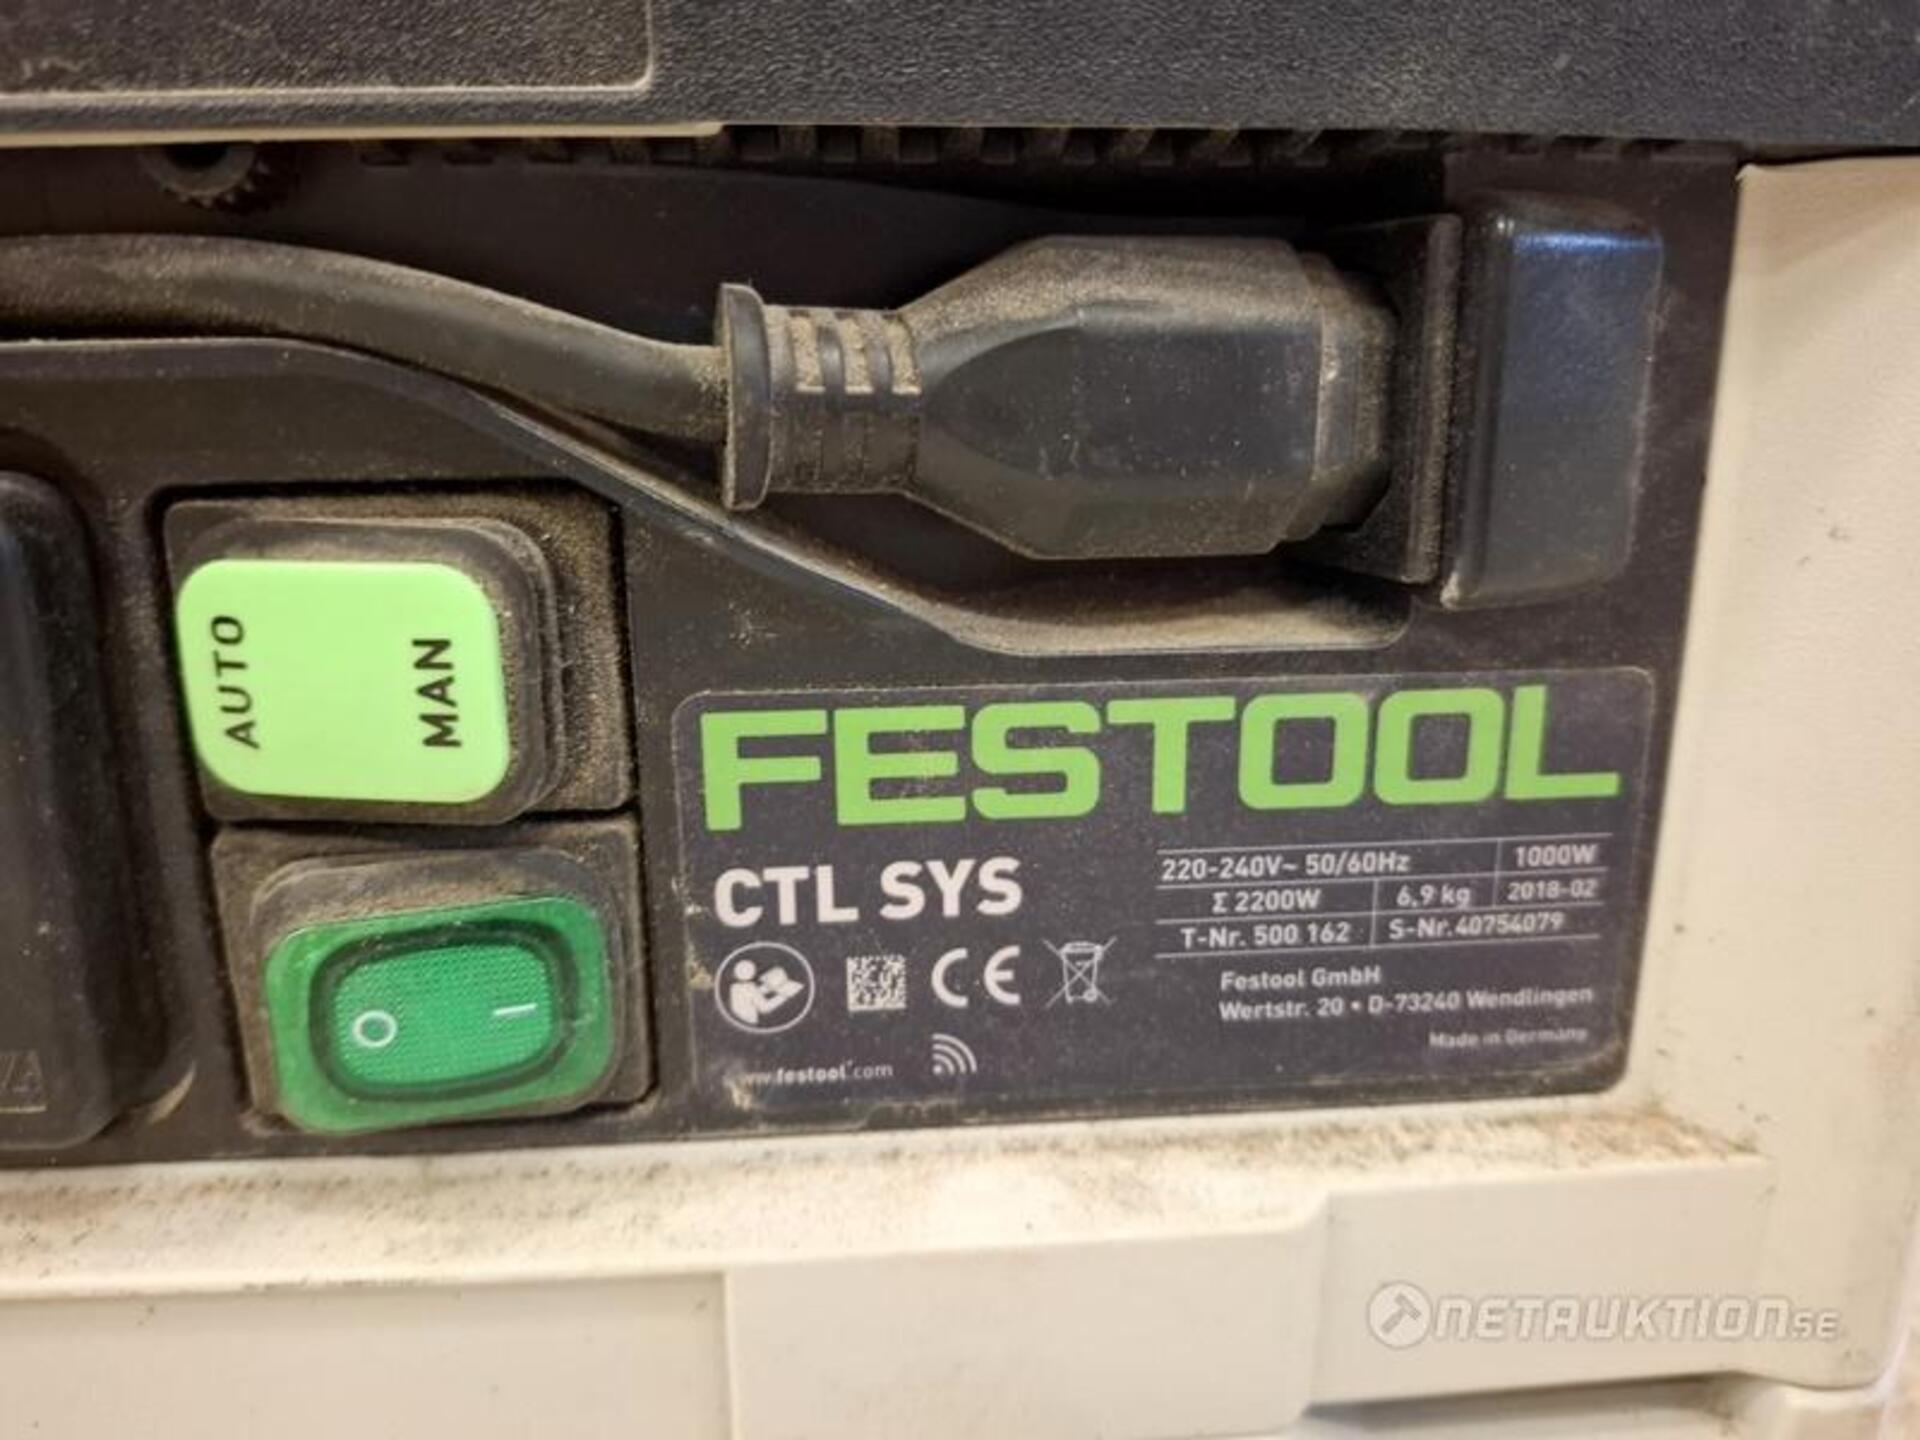 AUTO
MAN
FESTOOL
CTL SYS
220-240V~ 50/60Hz 1000W
Σ 2200W 6,9 kg 2018-02
T-Nr. 500 162 S-Nr. 40754079
Festool GmbH
Wertstr. 20 • D-73240 Wendlingen
Made in Germany
www.festool.com
NETAUKTION.SE